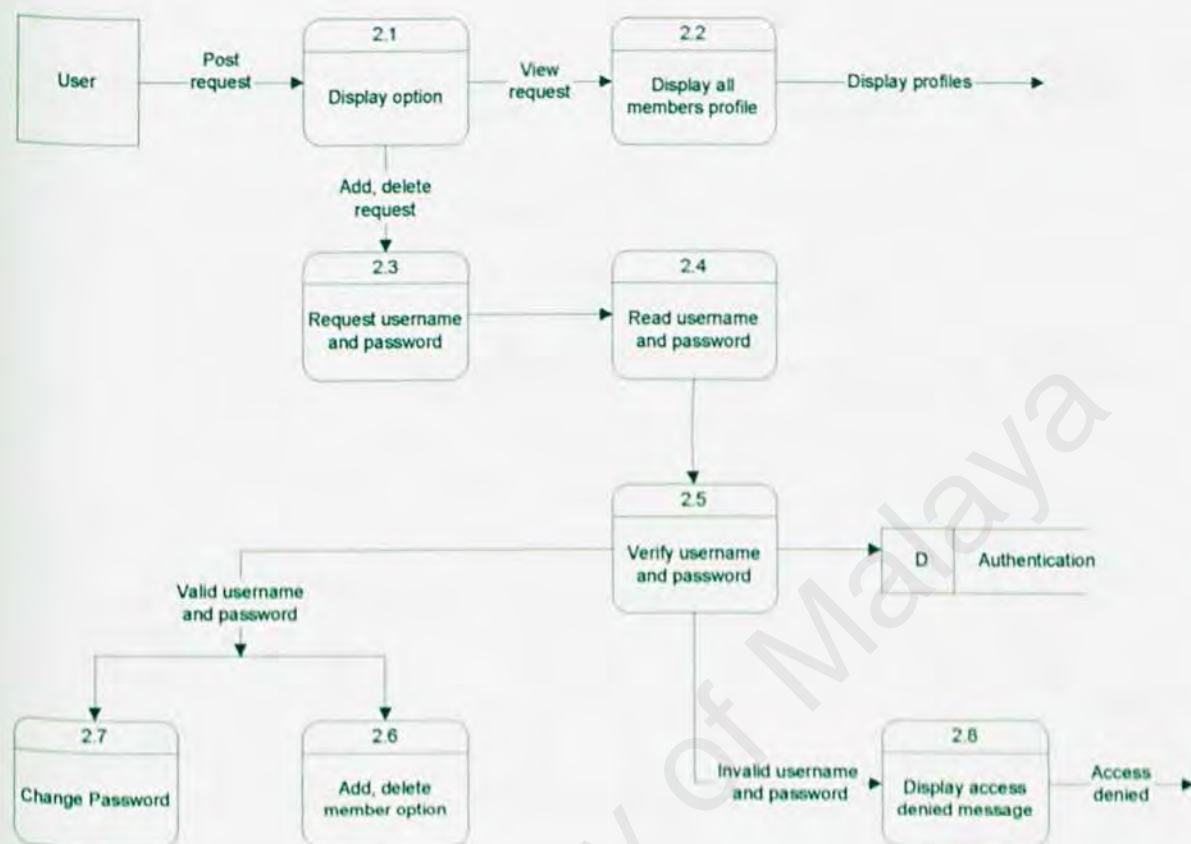 User
Post
request
2.1
Display option
View
request
2.2
Display all
members profile
Display profiles
Add, delete
request
2.3
Request username
and password
2.4
Read username
and password
2.5
Verify username
and password
D
Authentication
Valid username
and password
2.7
Change Password
2.6
Add, delete
member option
Invalid username
and password
2.8
Display access
denied message
Access
denied
y of Malaya